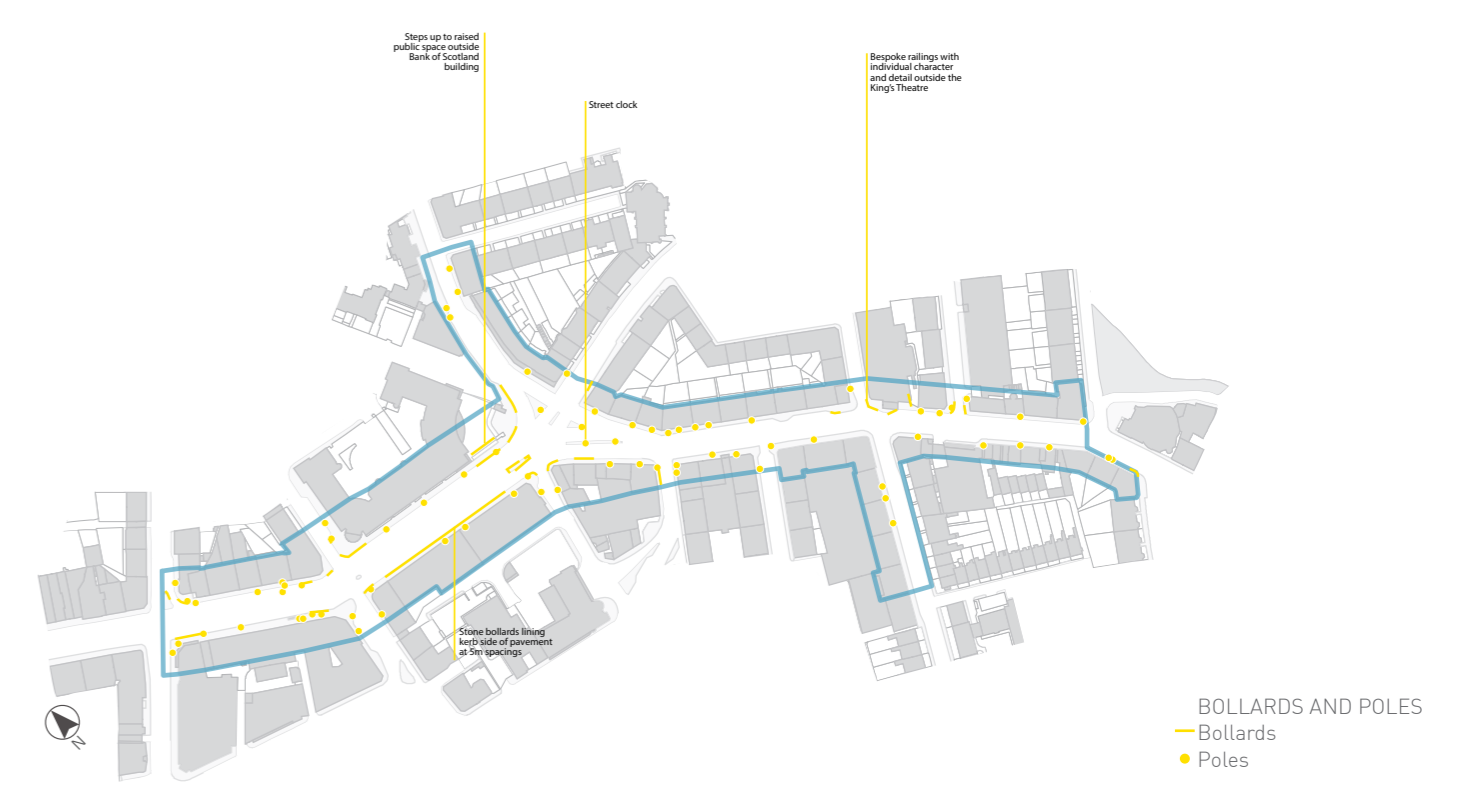 Steps up to raised
public space outside
Bank of Scotland
building
Bespoke railings with
individual character
and detail outside the
King's Theatre
Street clock
Stone bollards lining
kerb side of pavement
at 5m spacings
N
BOLLARDS AND POLES
Bollards
Poles